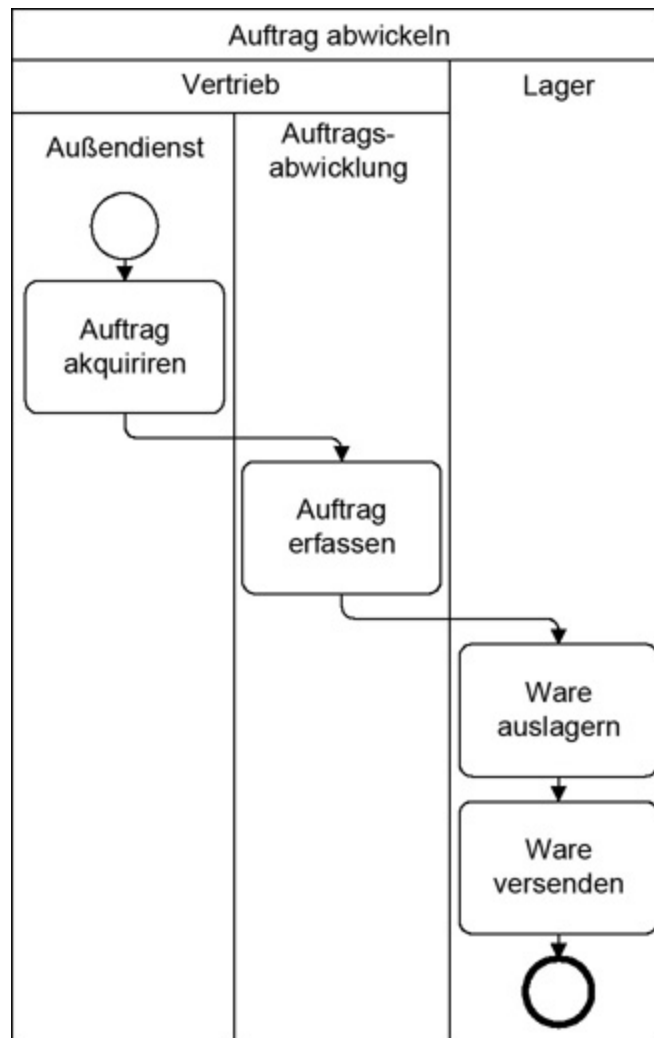 Auftrag abwickeln
Vertrieb
Lager
Außendienst
Auftrags-
abwicklung
Auftrag
akquiriren
Auftrag
erfassen
Ware
auslagern
Ware
versenden